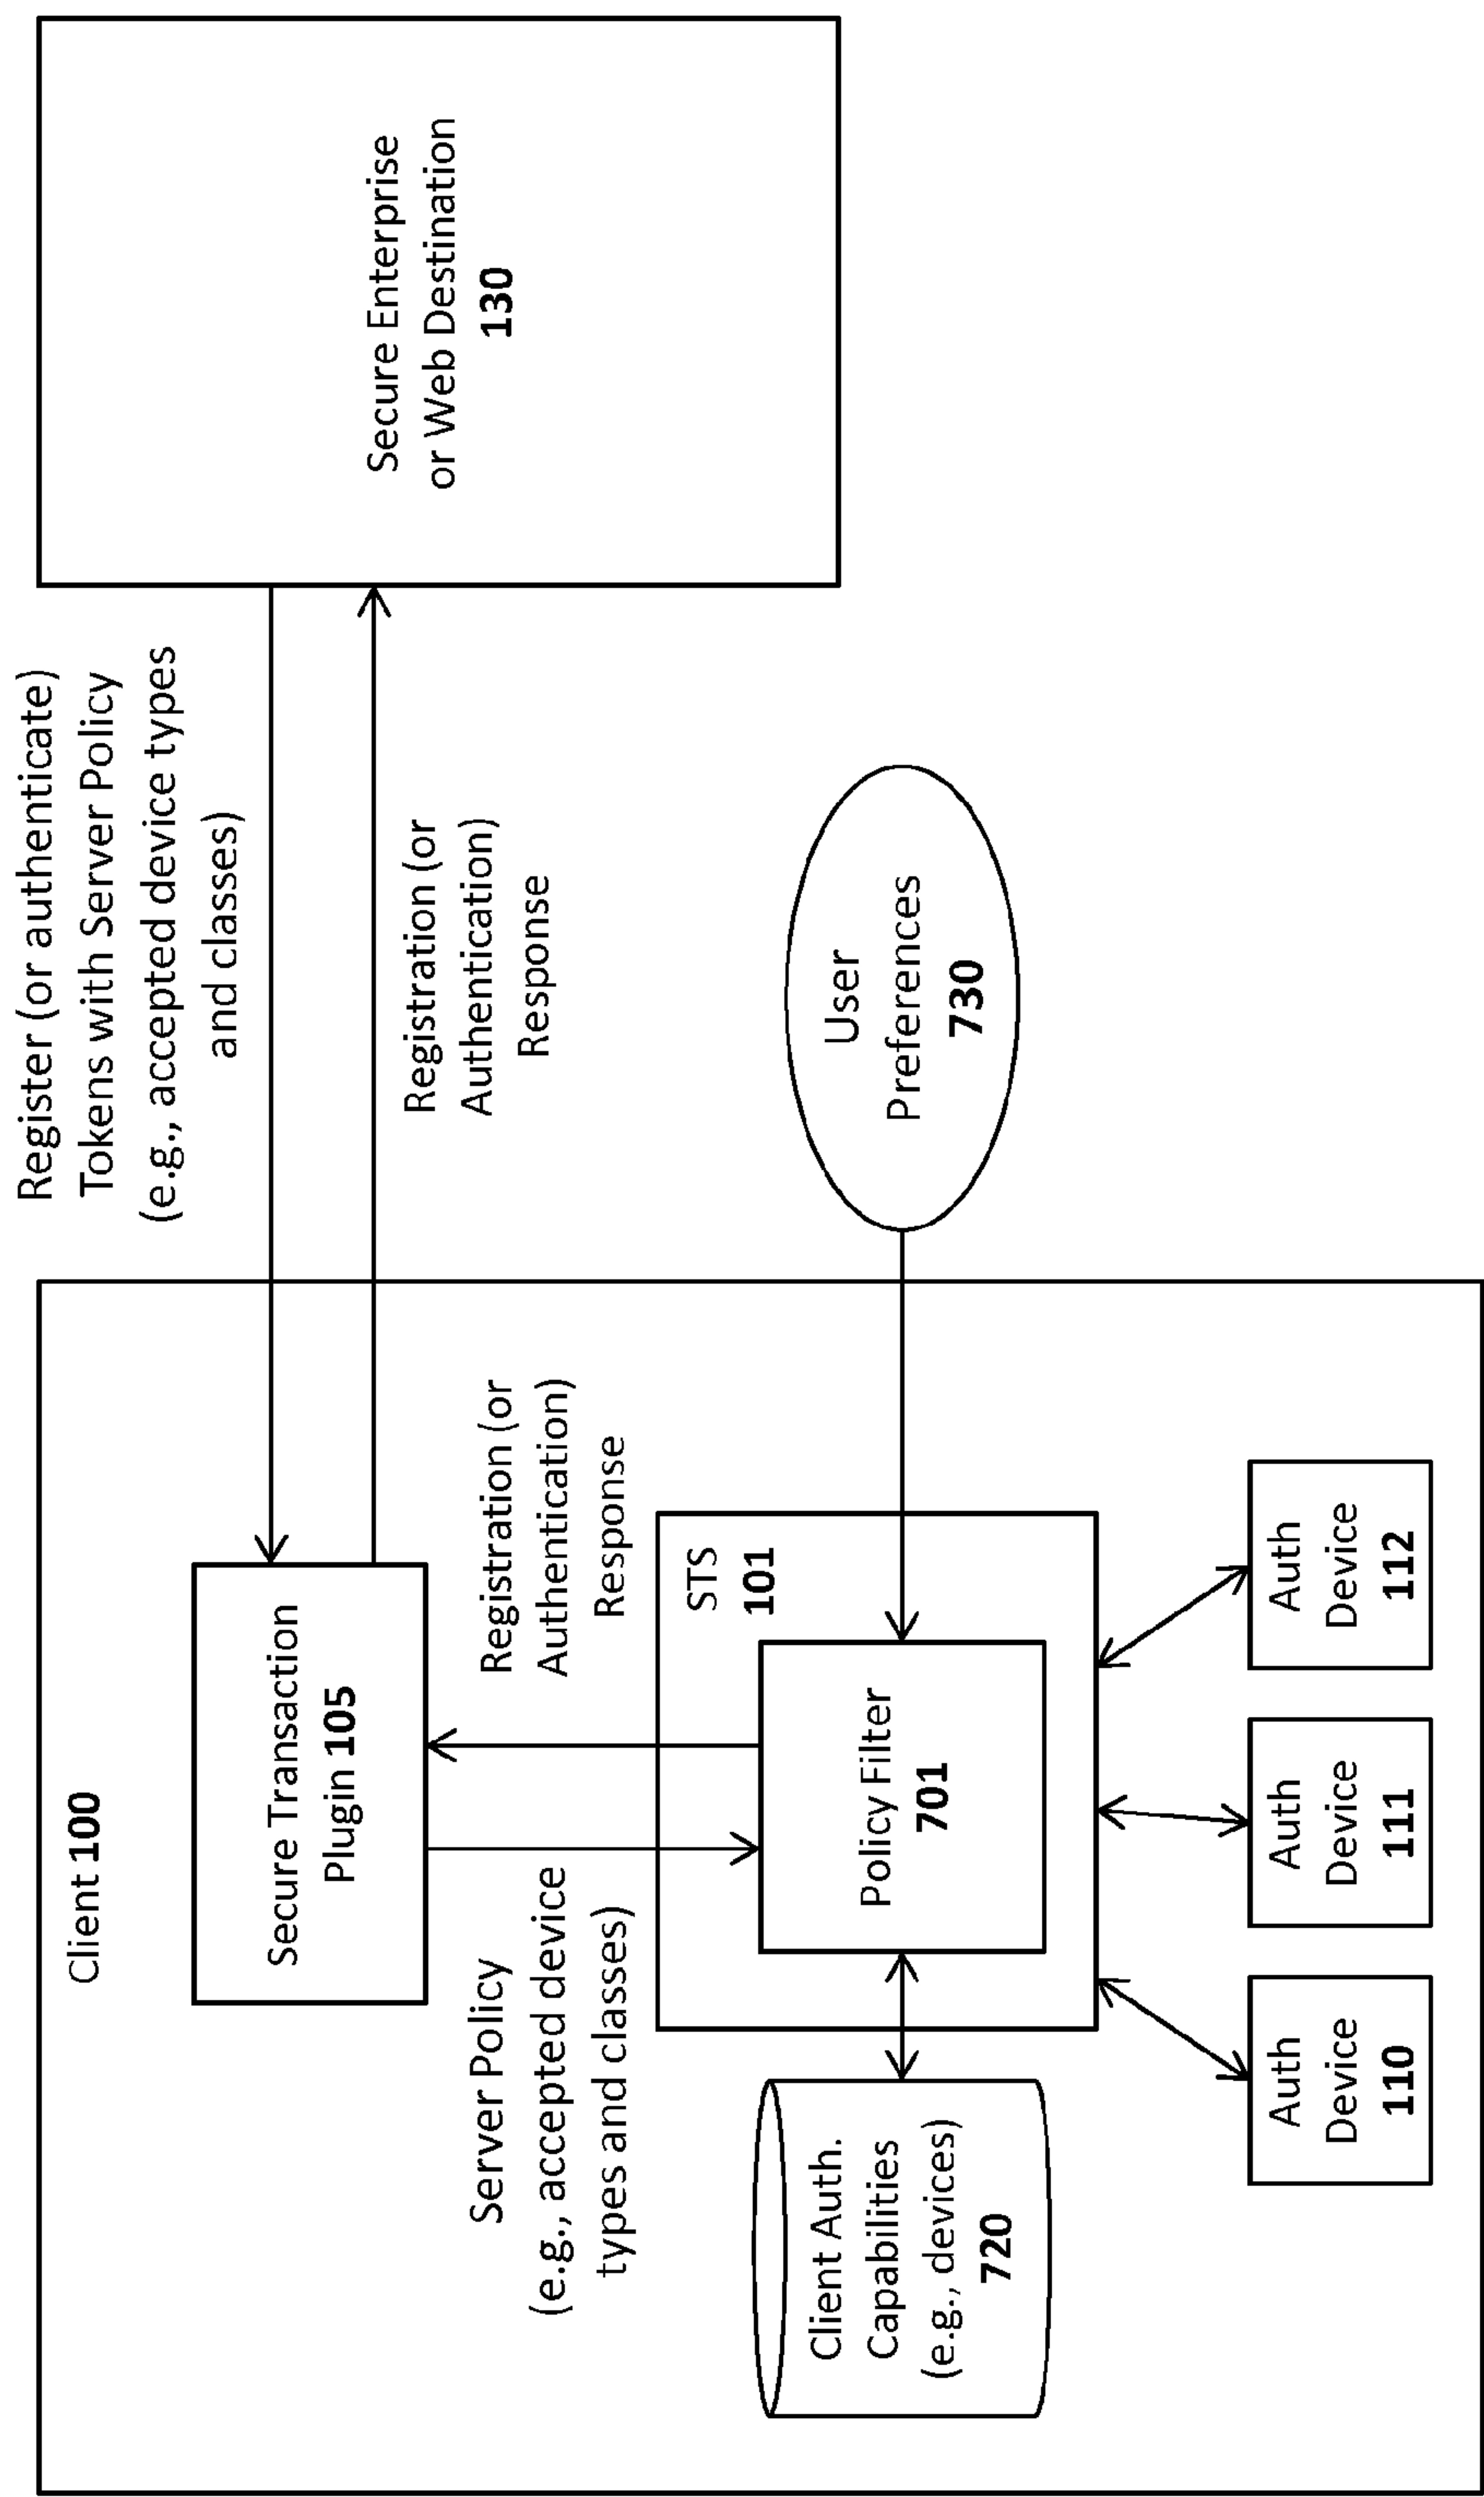 Client 100
Secure Transaction
Plugin 105
Register (or authenticate)
Tokens with Server Policy
(e.g., accepted device types
and classes)
Registration (or
Authentication)
Response
Secure Enterprise
or Web Destination
130
Server Policy
(e.g., accepted device
types and classes)
Registration (or
Authentication)
Response
STS
101
Client Auth.
Capabilities
(e.g., devices)
720
Policy Filter
701
User
Preferences
730
Auth
Device
110
Auth
Device
111
Auth
Device
112